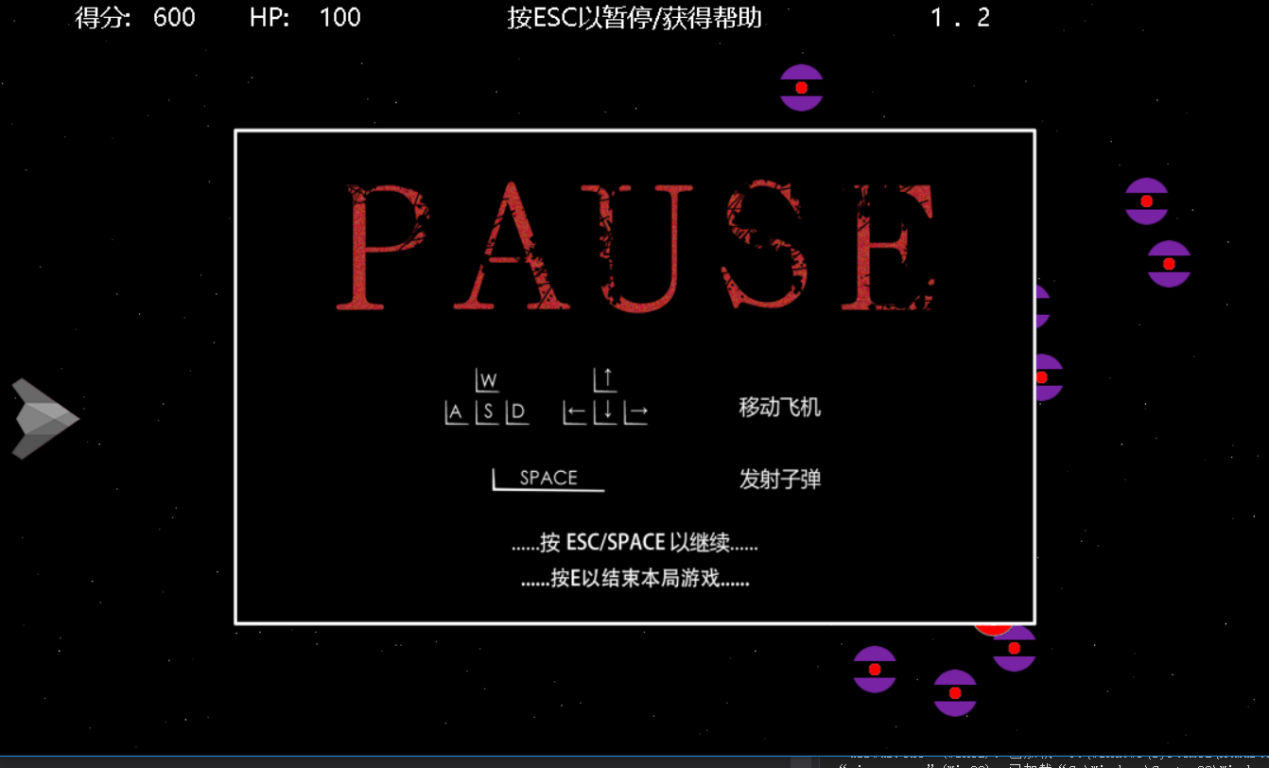 得分: 600 HP: 100 按ESC以暂停/获得帮助 1 . 2
PAUSE
W ↑
A S D ← ↓ → 移动飞机
SPACE 发射子弹
......按 ESC/SPACE 以继续......
......按E以结束本局游戏......